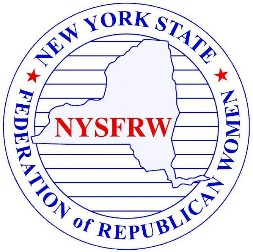 NEW YORK STATE
NYSFRW
FEDERATION of REPUBLICAN WOMEN